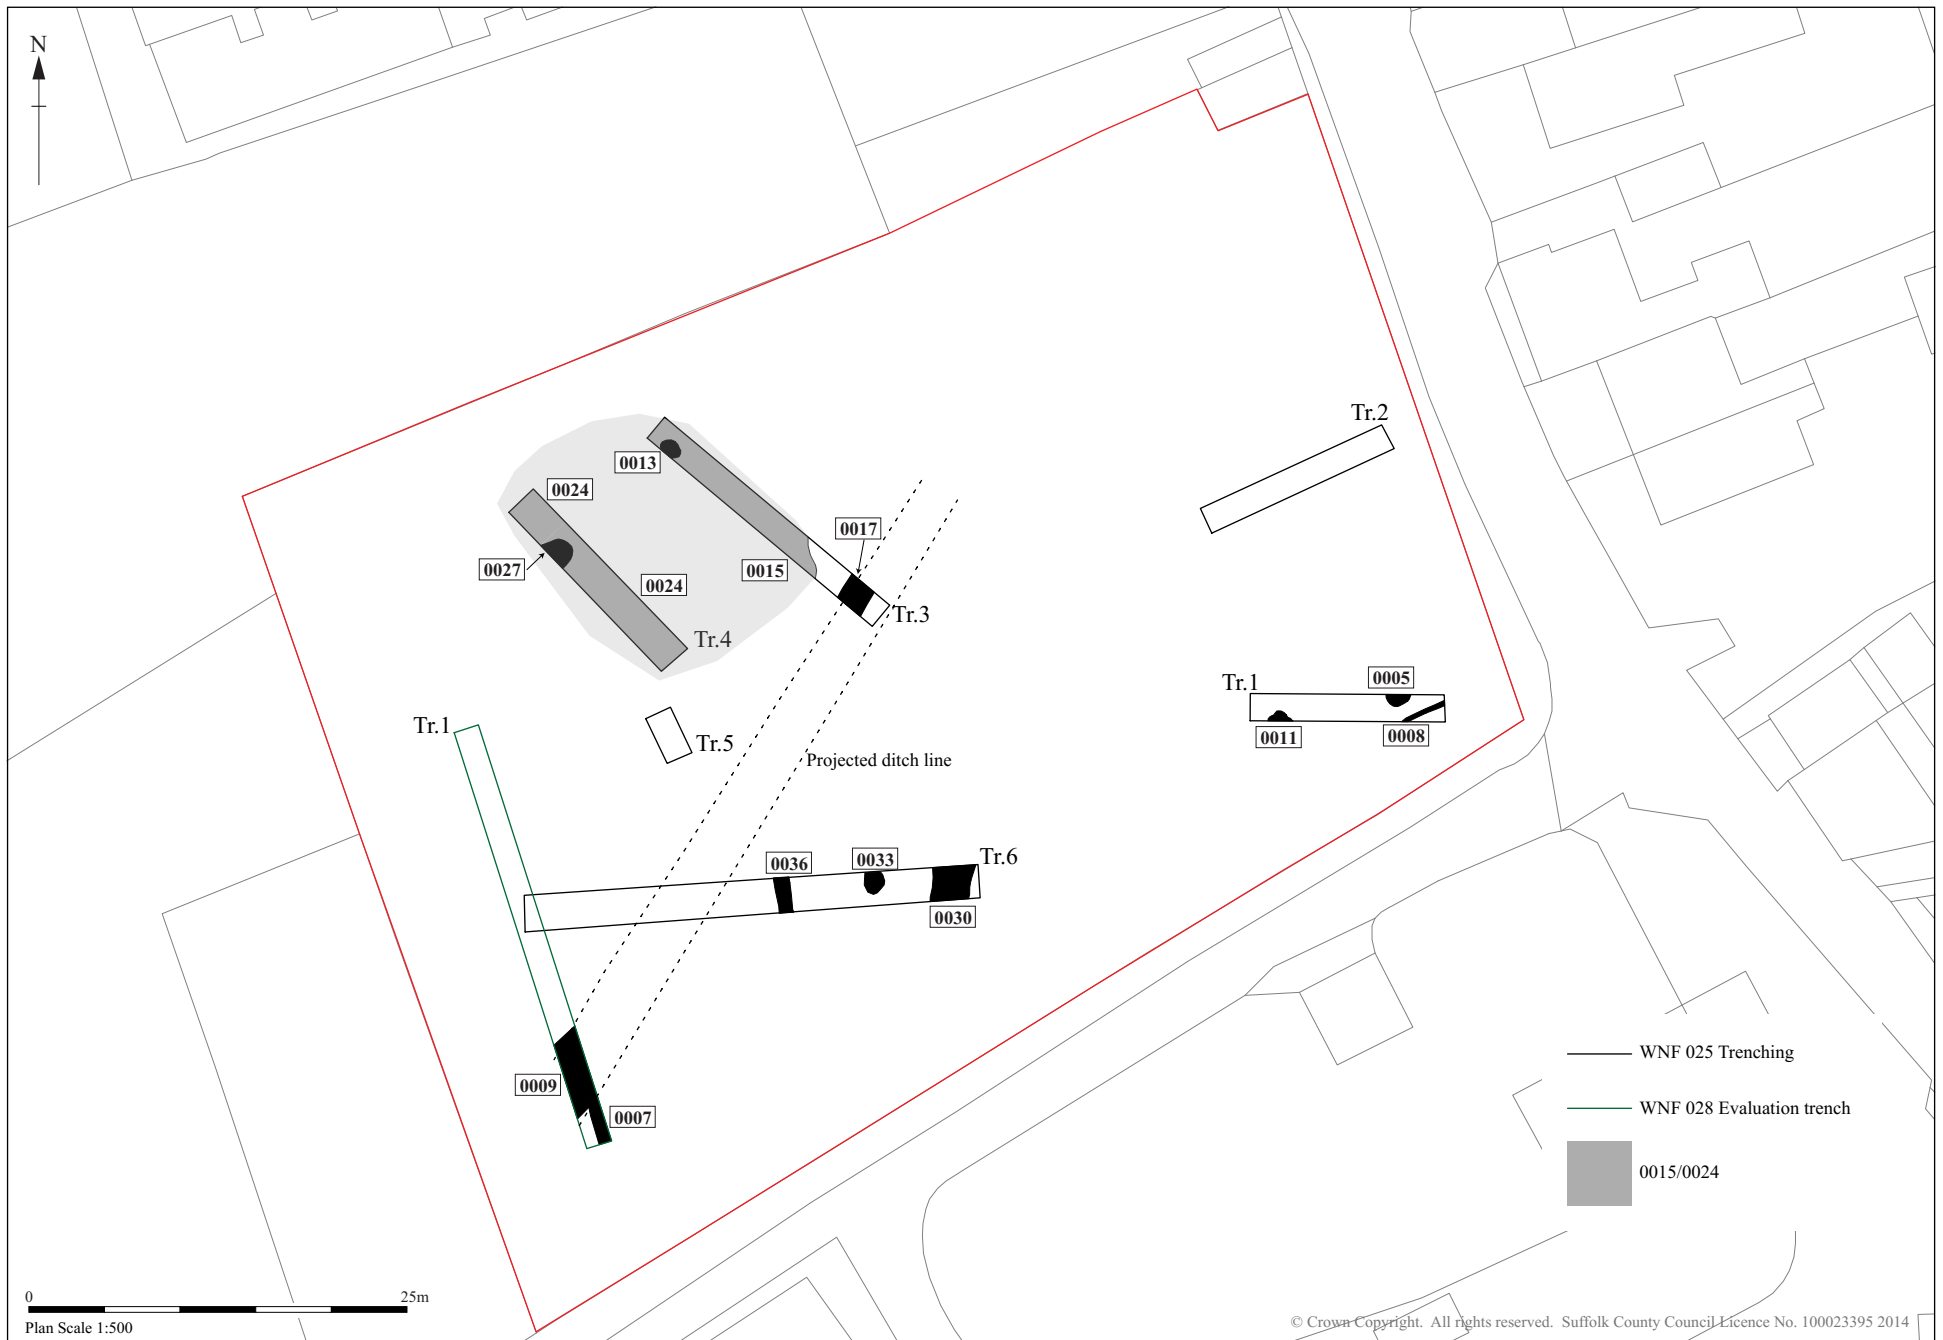 N
Tr.2
0013
0024
0017
0027
0015
0024
Tr.3
Tr.4
0005
Tr.1
Tr.1
0011
0008
Tr.5
Projected ditch line
0036
0033
Tr.6
0030
0009
0007
WNF 025 Trenching
WNF 028 Evaluation trench
0015/0024
0 25m
Plan Scale 1:500
© Crown Copyright. All rights reserved. Suffolk County Council Licence No. 100023395 2014